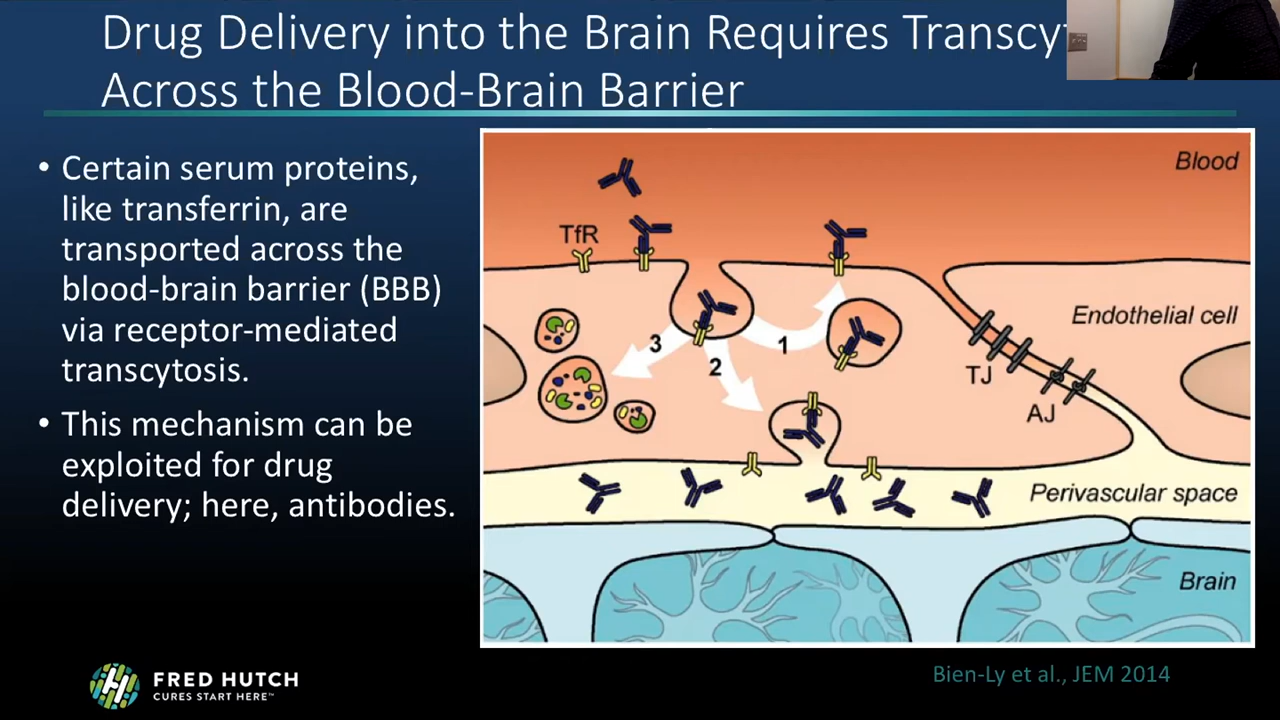 Drug Delivery into the Brain Requires
Across the Blood-Brain Barrier
• Certain serum proteins,
like transferrin, are
transported across the
blood-brain barrier (BBB)
via receptor-mediated
transcytosis.
• This mechanism can be
exploited for drug
delivery; here, antibodies.
Blood
TfR
Endothelial cell
3
2
1
TJ
AJ
Perivascular space
Brain
FRED HUTCH
CURES START HERE™
Bien-Ly et al., JEM 2014